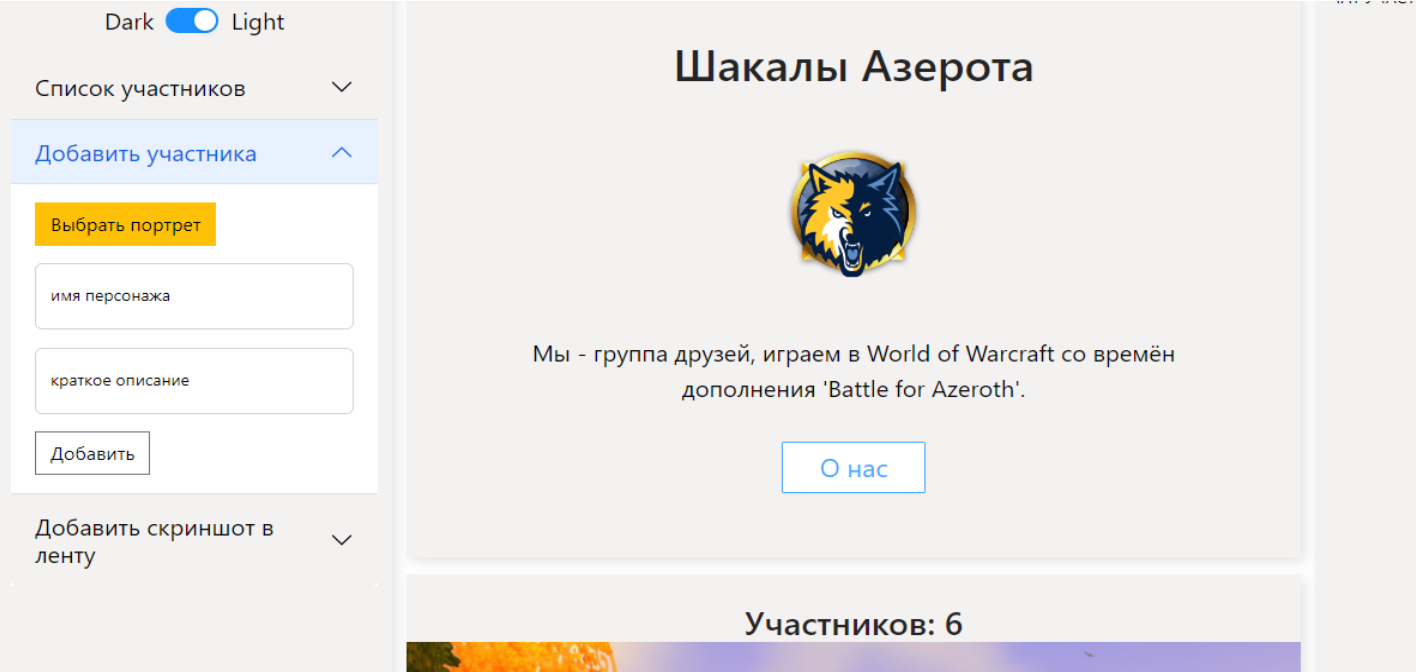 Dark Light
Список участников
Добавить участника
Выбрать портрет
имя персонажа
краткое описание
Добавить
Добавить скриншот в
ленту
Шакалы Азерота
Мы - группа друзей, играем в World of Warcraft со времён
дополнения 'Battle for Azeroth'.
О нас
Участников: 6